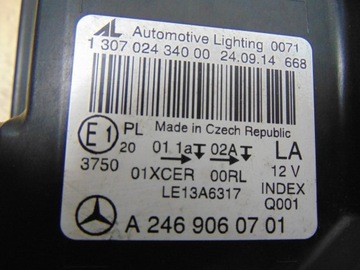 AL Automotive Lighting 0071
1 307 024 340 00 24.09.14 668
E1 PL Made in Czech Republic
20 01 1a 02A LA
3750 01XCER 00RL 12 V
LE13A6317 INDEX
Q001
A 246 906 07 01